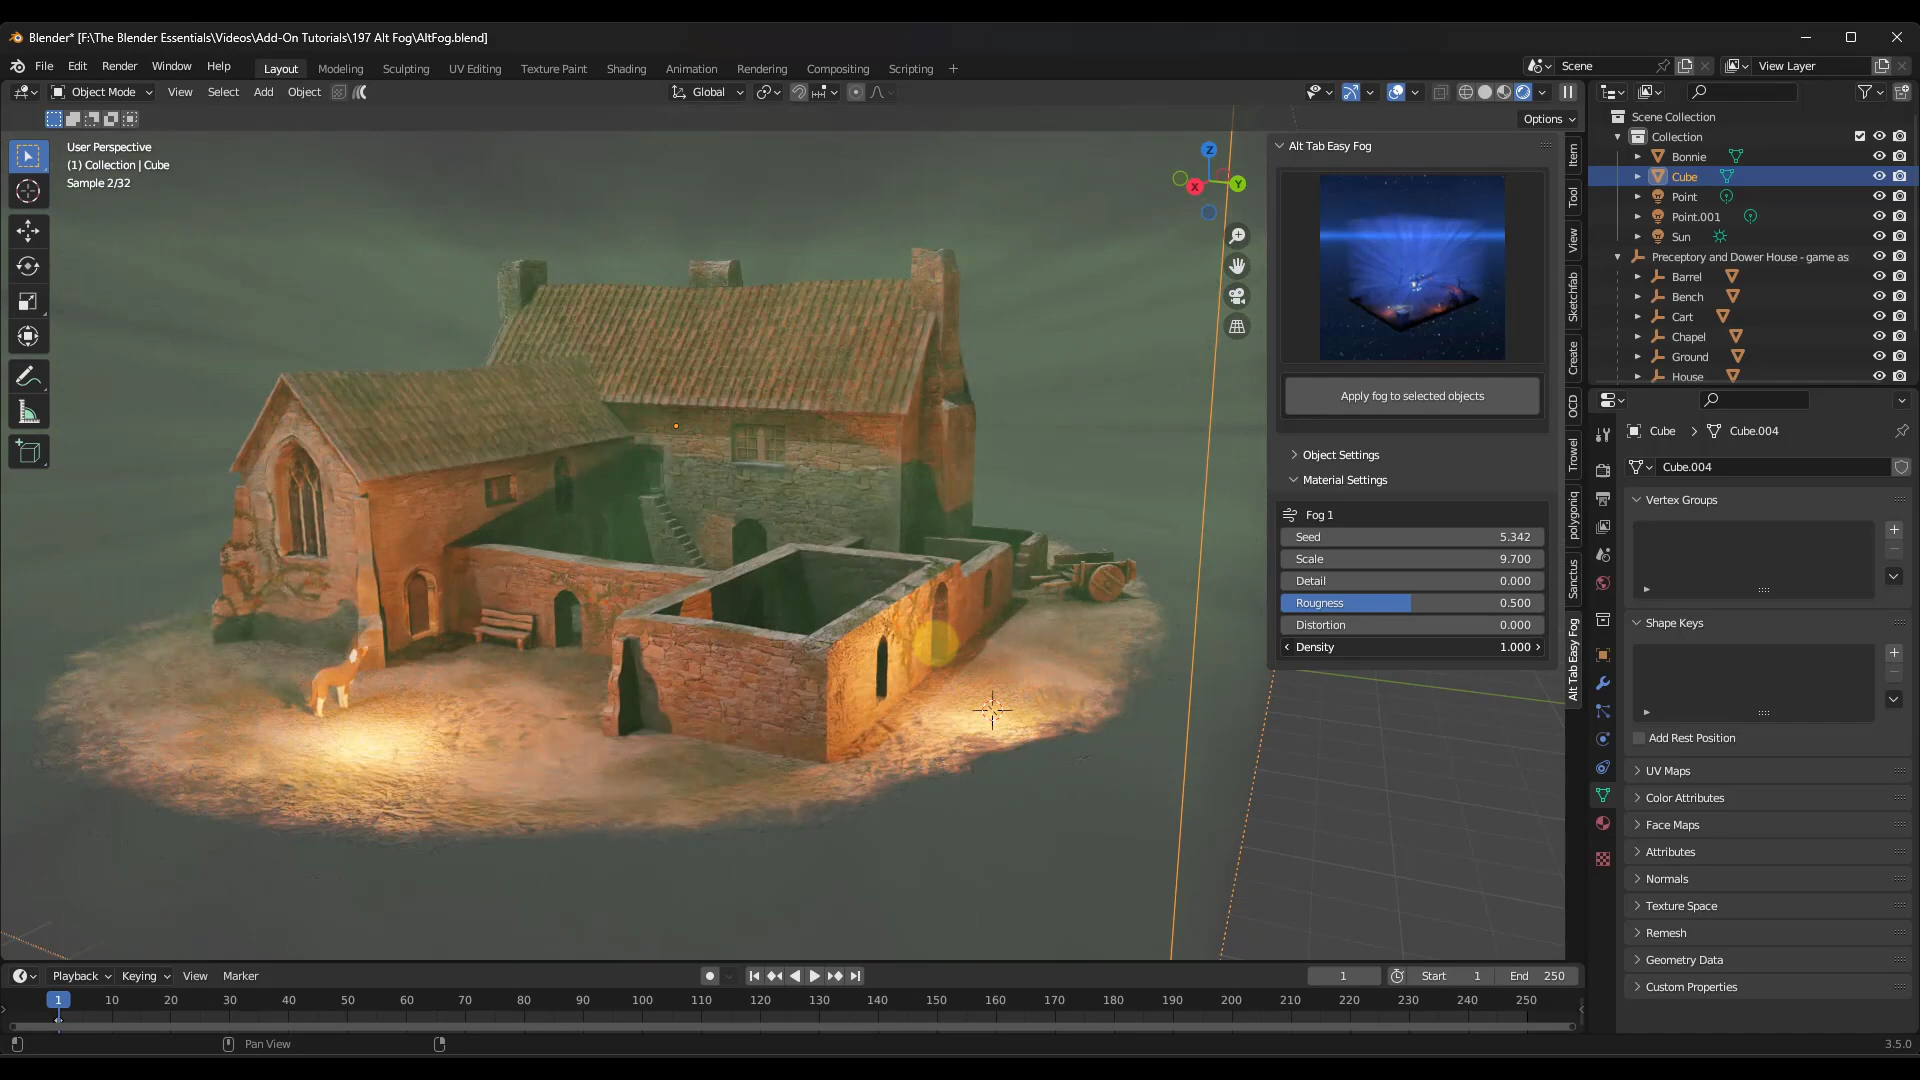 Blender* [F:\The Blender Essentials\Videos\Add-On Tutorials\197 Alt Fog\AltFog.blend]
File Edit Render Window Help Layout Modeling Sculpting UV Editing Texture Paint Shading Animation Rendering Compositing Scripting + Scene View Layer
Object Mode View Select Add Object Global
Options
User Perspective
(1) Collection | Cube
Sample 2/32
Z
X
Y
Alt Tab Easy Fog
Apply fog to selected objects
Object Settings
Material Settings
Fog 1
Seed 5.342
Scale 9.700
Detail 0.000
Rougness 0.500
Distortion 0.000
Density 1.000
Item
Tool
View
Sketchfab
Create
OCD
Trowel
polygoniq
Sanctus
Alt Tab Easy Fog
Scene Collection
Collection
Bonnie
Cube
Point
Point.001
Sun
Preceptory and Dower House - game as
Barrel
Bench
Cart
Chapel
Ground
House
Cube > Cube.004
Cube.004
Vertex Groups
Shape Keys
Add Rest Position
UV Maps
Color Attributes
Face Maps
Attributes
Normals
Texture Space
Remesh
Geometry Data
Custom Properties
Playback Keying View Marker 1 Start 1 End 250
1 10 20 30 40 50 60 70 80 90 100 110 120 130 140 150 160 170 180 190 200 210 220 230 240 250
Pan View 3.5.0